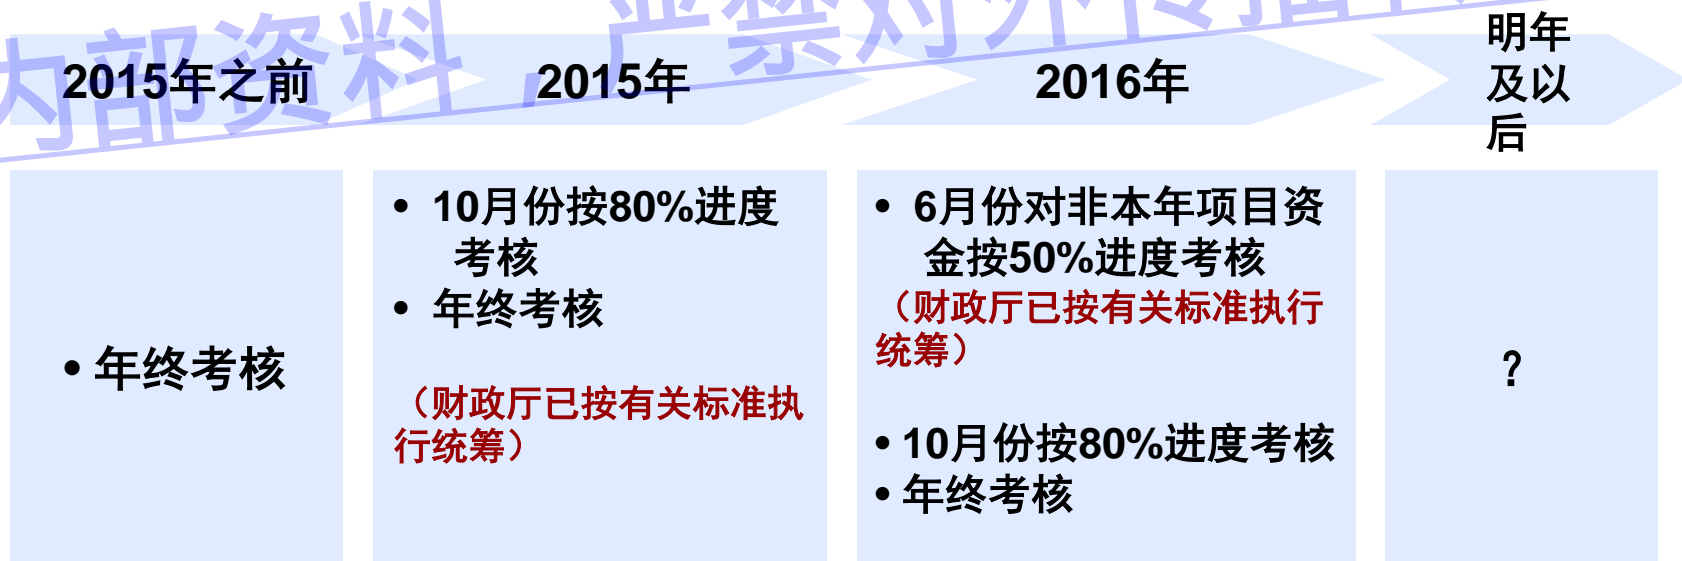 内部资料，严禁对外传播
2015年之前
2015年
2016年
明年
及以
后
• 年终考核
• 10月份按80%进度
考核
• 年终考核
（财政厅已按有关标准执
行统筹）
• 6月份对非本年项目资
金按50%进度考核
（财政厅已按有关标准执行
统筹）
• 10月份按80%进度考核
• 年终考核
？